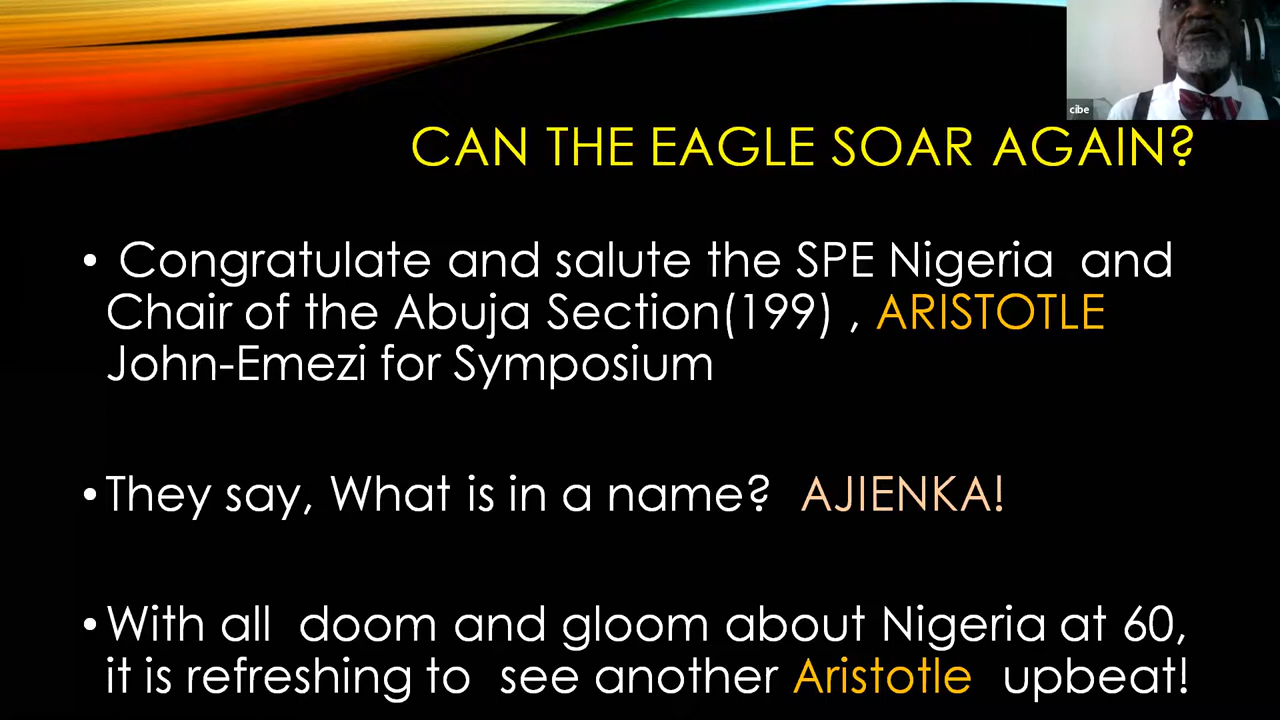 cibe
CAN THE EAGLE SOAR AGAIN?
• Congratulate and salute the SPE Nigeria and
Chair of the Abuja Section(199) , ARISTOTLE
John-Emezi for Symposium
• They say, What is in a name? AJIENKA!
• With all doom and gloom about Nigeria at 60,
it is refreshing to see another Aristotle upbeat!